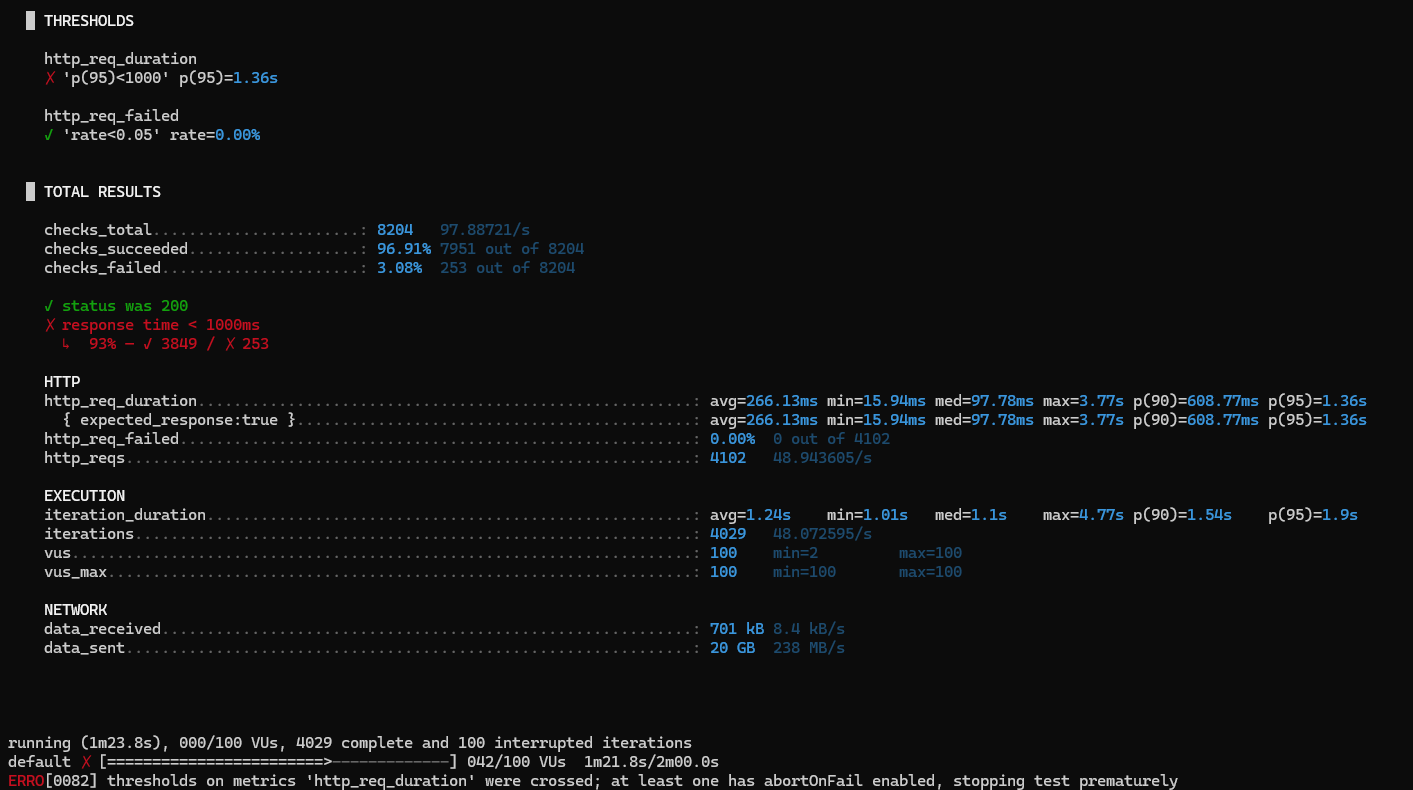 THRESHOLDS
http_req_duration
✗ 'p(95)<1000' p(95)=1.36s
http_req_failed
✓ 'rate<0.05' rate=0.00%
TOTAL RESULTS
checks_total.......................: 8204 97.88721/s
checks_succeeded...................: 96.91% 7951 out of 8204
checks_failed......................: 3.08% 253 out of 8204
✓ status was 200
✗ response time < 1000ms
↳ 93% — ✓ 3849 / ✗ 253
HTTP
http_req_duration.......................................................: avg=266.13ms min=15.94ms med=97.78ms max=3.77s p(90)=608.77ms p(95)=1.36s
{ expected_response:true }............................................: avg=266.13ms min=15.94ms med=97.78ms max=3.77s p(90)=608.77ms p(95)=1.36s
http_req_failed.........................................................: 0.00% 0 out of 4102
http_reqs...............................................................: 4102 48.943605/s
EXECUTION
iteration_duration......................................................: avg=1.24s min=1.01s med=1.1s max=4.77s p(90)=1.54s p(95)=1.9s
iterations..............................................................: 4029 48.072595/s
vus.....................................................................: 100 min=2 max=100
vus_max.................................................................: 100 min=100 max=100
NETWORK
data_received...........................................................: 701 kB 8.4 kB/s
data_sent...............................................................: 20 GB 238 MB/s
running (1m23.8s), 000/100 VUs, 4029 complete and 100 interrupted iterations
default ✗ [========================>-------------] 042/100 VUs 1m21.8s/2m00.0s
ERRO[0082] thresholds on metrics 'http_req_duration' were crossed; at least one has abortOnFail enabled, stopping test prematurely